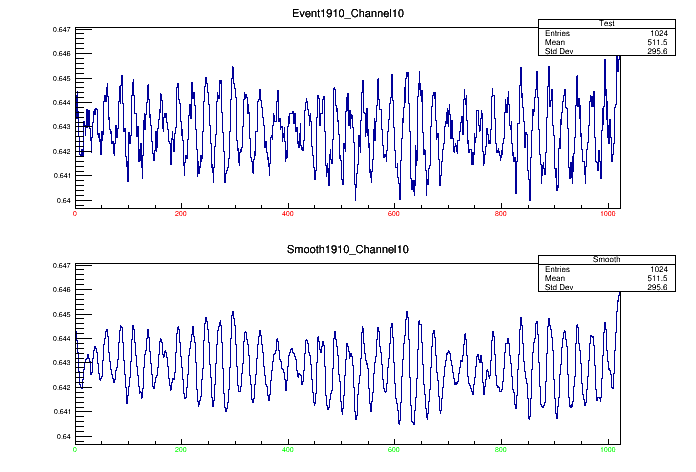 Event1910_Channel10
Test
Entries 1024
Mean 511.5
Std Dev 295.6
0.647
0.646
0.645
0.644
0.643
0.642
0.641
0.64
0 200 400 600 800 1000
Smooth1910_Channel10
Smooth
Entries 1024
Mean 511.5
Std Dev 295.6
0.647
0.646
0.645
0.644
0.643
0.642
0.641
0.64
0 200 400 600 800 1000